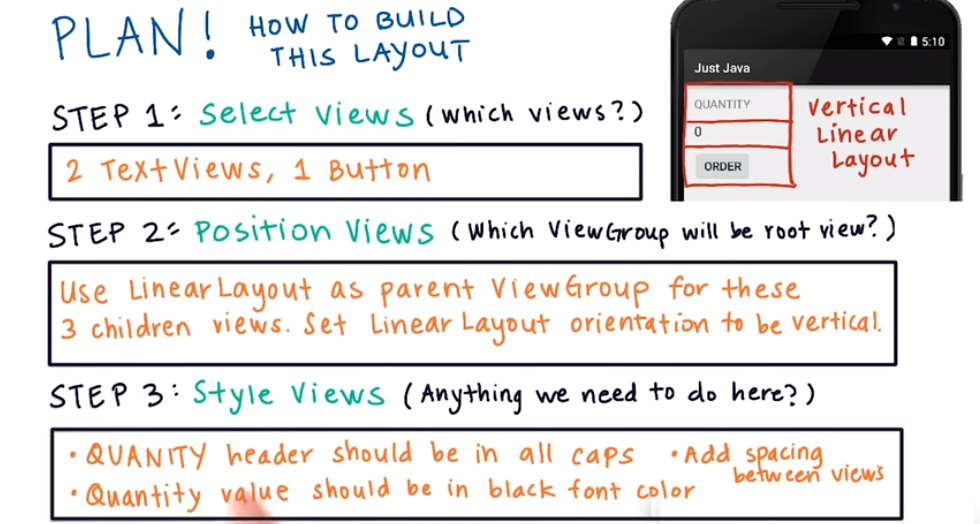 PLAN! HOW TO BUILD
THIS LAYOUT
5:10
Just Java
QUANTITY
0
ORDER
Vertical
Linear
Layout
STEP 1: Select Views (Which views?)
2 TextViews, 1 Button
STEP 2: Position Views (Which ViewGroup will be root view?)
Use LinearLayout as parent ViewGroup for these
3 children views. Set LinearLayout orientation to be vertical.
STEP 3: Style Views (Anything we need to do here?)
• QUANITY header should be in all caps
• Quantity value should be in black font color
• Add spacing
between views